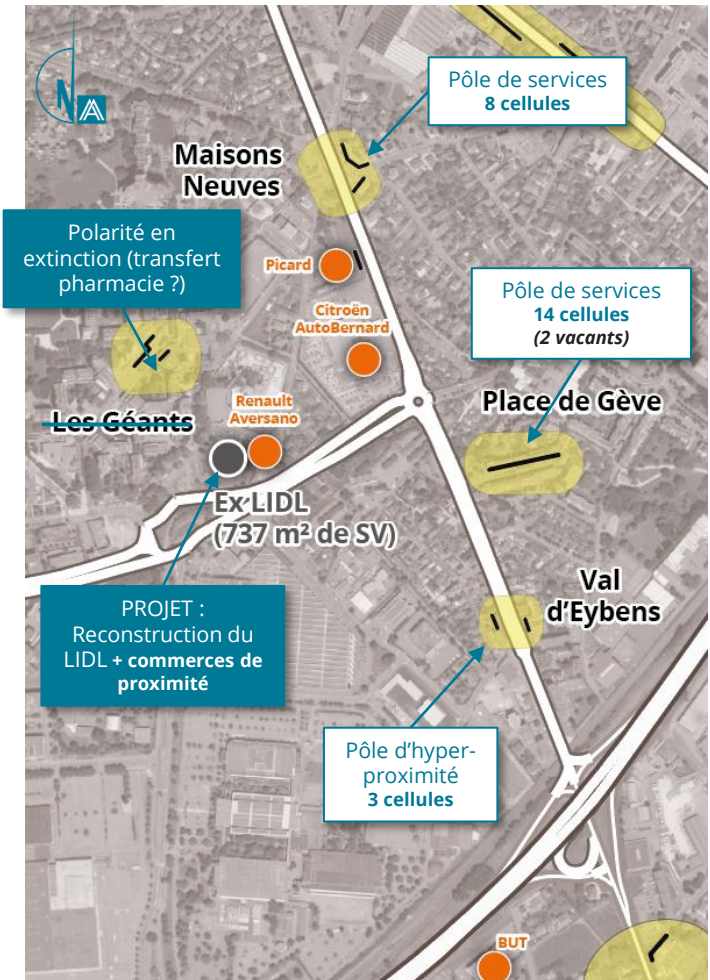 N
Pôle de services
8 cellules
Maisons
Neuves
Polarité en
extinction (transfert
pharmacie ?)
Picard
Pôle de services
14 cellules
(2 vacants)
Citroën
AutoBernard
Place de Gève
Renault
Aversano
Les Géants
Ex LIDL
(737 m² de SV)
Val
d'Eybens
PROJET :
Reconstruction du
LIDL + commerces de
proximité
Pôle d'hyper-
proximité
3 cellules
BUT